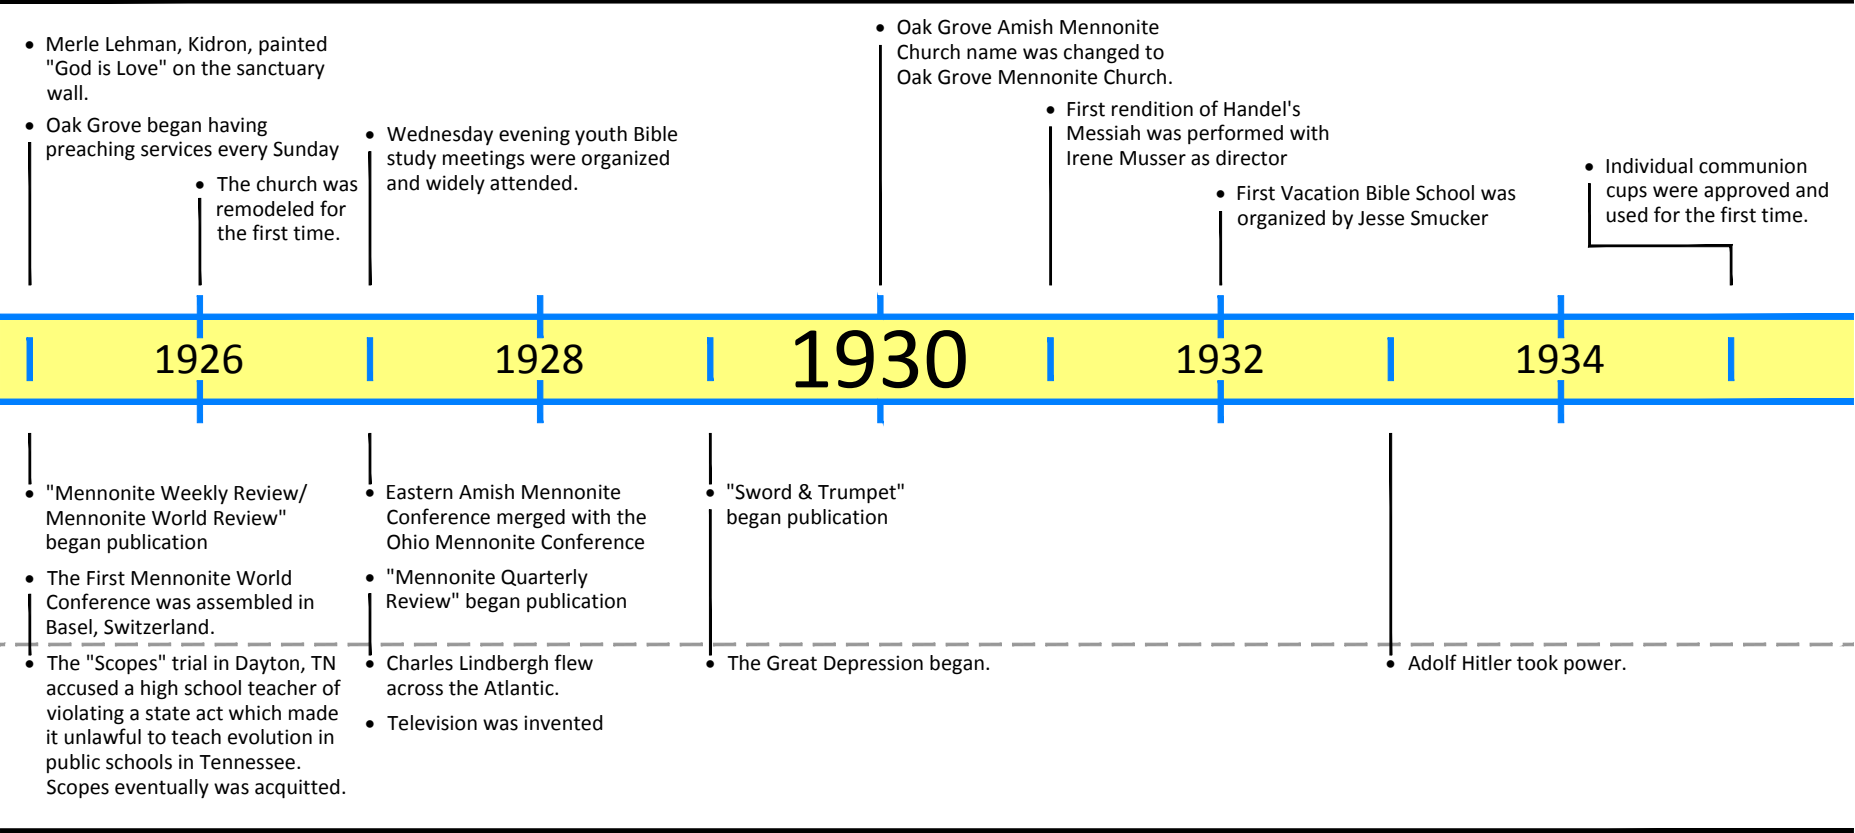 • Merle Lehman, Kidron, painted
"God is Love" on the sanctuary
wall.
• Oak Grove began having
preaching services every Sunday
• The church was
remodeled for
the first time.
• Wednesday evening youth Bible
study meetings were organized
and widely attended.
• Oak Grove Amish Mennonite
Church name was changed to
Oak Grove Mennonite Church.
• First rendition of Handel's
Messiah was performed with
Irene Musser as director
• First Vacation Bible School was
organized by Jesse Smucker
• Individual communion
cups were approved and
used for the first time.
1926
1928
1930
1932
1934
• "Mennonite Weekly Review/
Mennonite World Review"
began publication
• The First Mennonite World
Conference was assembled in
Basel, Switzerland.
• The "Scopes" trial in Dayton, TN
accused a high school teacher of
violating a state act which made
it unlawful to teach evolution in
public schools in Tennessee.
Scopes eventually was acquitted.
• Eastern Amish Mennonite
Conference merged with the
Ohio Mennonite Conference
• "Mennonite Quarterly
Review" began publication
• Charles Lindbergh flew
across the Atlantic.
• Television was invented
• "Sword & Trumpet"
began publication
• The Great Depression began.
• Adolf Hitler took power.